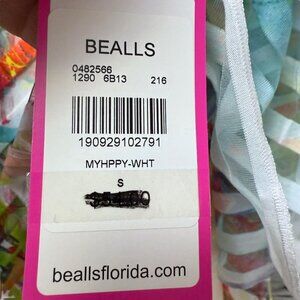 BEALLS
0482566
1290 6B13 216
190929102791
MYHPPY-WHT
S
beallsflorida.com